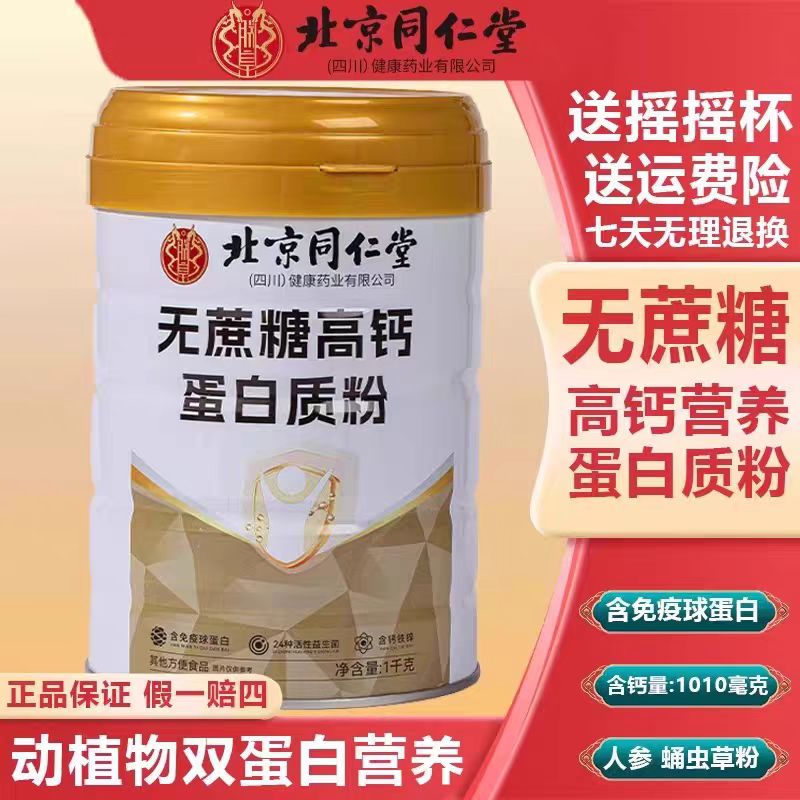 北京同仁堂
(四川)健康药业有限公司
送摇摇杯
送运费险
七天无理退换
北京同仁堂
(四川)健康药业有限公司
无蔗糖高钙
蛋白质粉
无蔗糖
高钙营养
蛋白质粉
含免疫球蛋白
24种活性益生菌
含钙铁锌
其他方便食品 图片仅供参考
净含量:1千克
含免疫球蛋白
含钙量:1010毫克
人参 蛹虫草粉
正品保证 假一赔四
动植物双蛋白营养